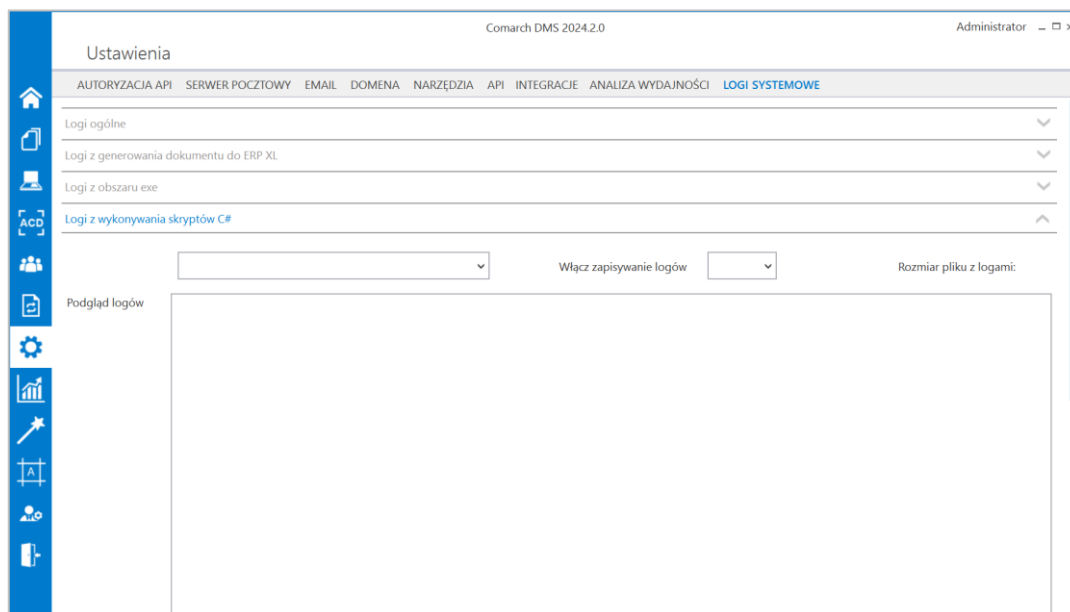 Comarch DMS 2024.2.0
Administrator
Ustawienia
AUTORYZACJA API SERWER POCZTOWY EMAIL DOMENA NARZĘDZIA API INTEGRACJE ANALIZA WYDAJNOŚCI LOGI SYSTEMOWE
Logi ogólne
Logi z generowania dokumentu do ERP XL
Logi z obszaru exe
ACD
Logi z wykonywania skryptów C#
Włącz zapisywanie logów Rozmiar pliku z logami:
Podgląd logów
A